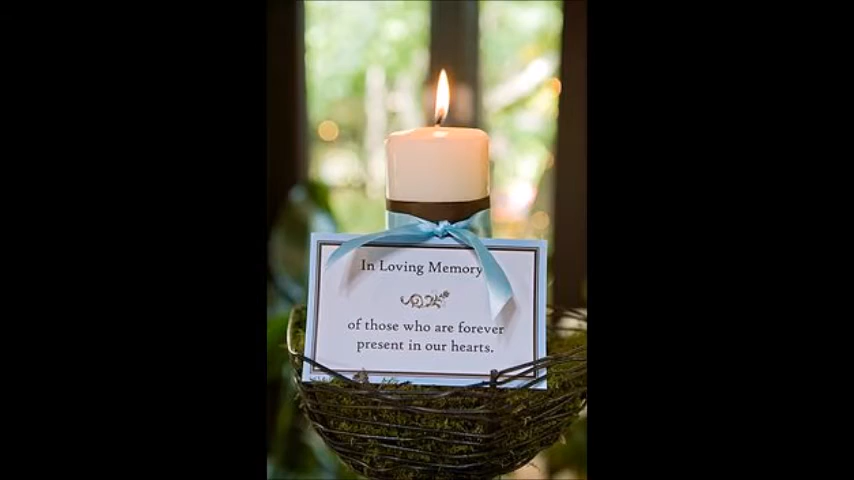 In Loving Memory
of those who are forever
present in our hearts.